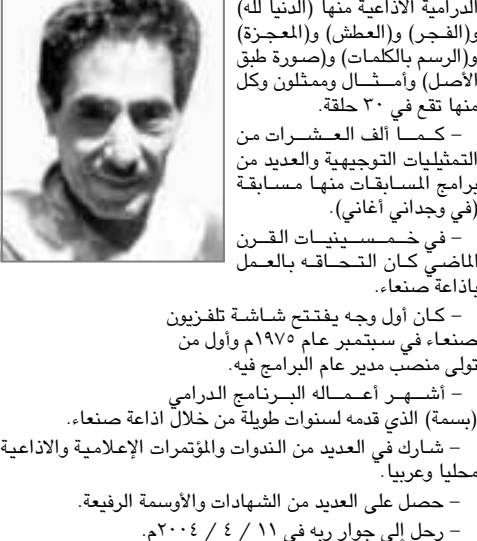 الدرامية الاذاعية منها (الدنيا لله)
و(الفجر) و(العطش) و(المعجزة)
و(الرسم بالكلمات) و(صورة طبق
الأصل) وأمثال وممثلون وكل
منها تقع في ٣٠ حلقة.
– كما ألف العشرات من
التمثيليات التوجيهية والعديد من
برامج المسابقات منها مسابقة
(في وجداني أغاني).
– في خمسينيات القرن
الماضي كان التحاقه بالعمل
باذاعة صنعاء.
– كان أول وجه يفتتح شاشة تلفزيون
صنعاء في سبتمبر عام ١٩٧٥م وأول من
تولى منصب مدير عام البرامج فيه.
– أشهر أعماله البرنامج الدرامي
(بسمة) الذي قدمه لسنوات طويلة من خلال اذاعة صنعاء.
– شارك في العديد من الندوات والمؤتمرات الإعلامية والاذاعية
محليا وعربيا.
– حصل على العديد من الشهادات والأوسمة الرفيعة.
– رحل إلى جوار ربه في ١١ / ٤ / ٢٠٠٤م.